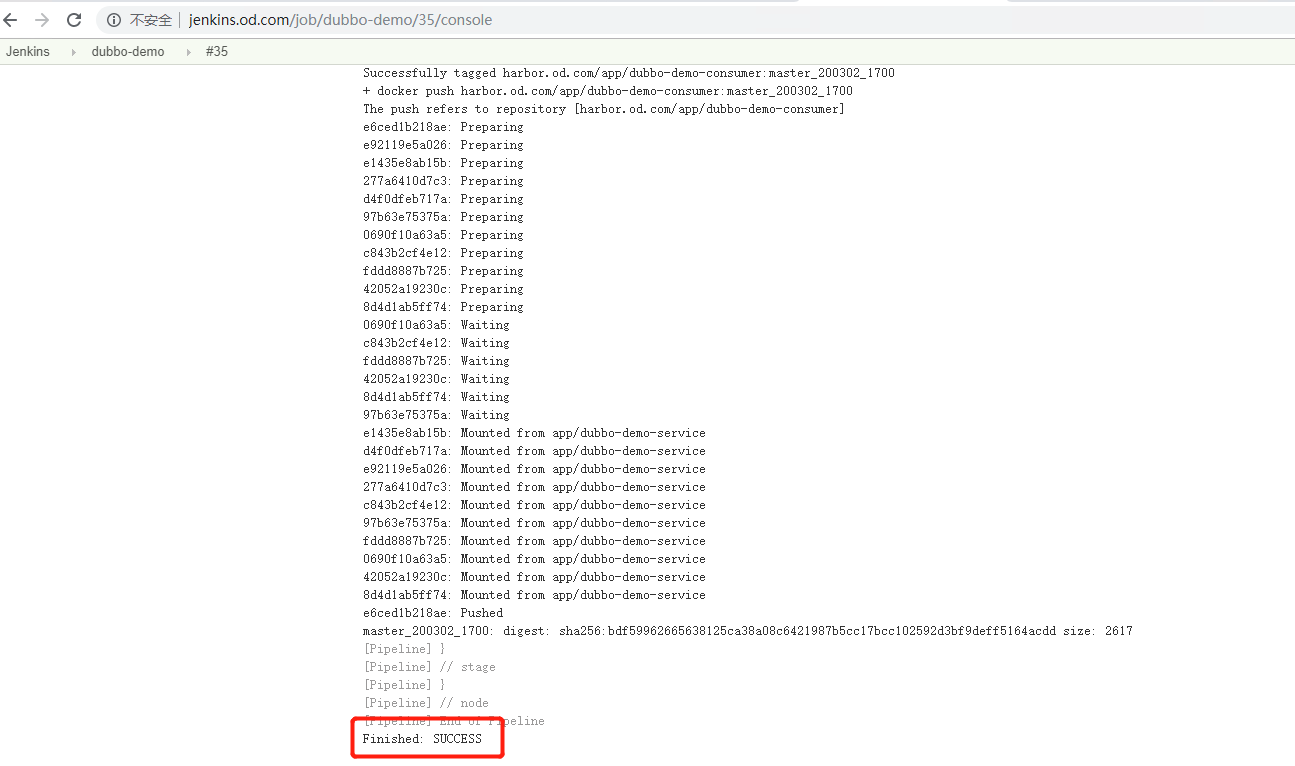 不安全 jenkins.od.com/job/dubbo-demo/35/console
Jenkins dubbo-demo #35
Successfully tagged harbor.od.com/app/dubbo-demo-consumer:master_200302_1700
+ docker push harbor.od.com/app/dubbo-demo-consumer:master_200302_1700
The push refers to repository [harbor.od.com/app/dubbo-demo-consumer]
e6ced1b218ae: Preparing
e92119e5a026: Preparing
e1435e8ab15b: Preparing
277a6410d7c3: Preparing
d4f0dfeb717a: Preparing
97b63e75375a: Preparing
0690f10a63a5: Preparing
c843b2cf4e12: Preparing
fddd8887b725: Preparing
42052a19230c: Preparing
8d4d1ab5ff74: Preparing
0690f10a63a5: Waiting
c843b2cf4e12: Waiting
fddd8887b725: Waiting
42052a19230c: Waiting
8d4d1ab5ff74: Waiting
97b63e75375a: Waiting
e1435e8ab15b: Mounted from app/dubbo-demo-service
d4f0dfeb717a: Mounted from app/dubbo-demo-service
e92119e5a026: Mounted from app/dubbo-demo-service
277a6410d7c3: Mounted from app/dubbo-demo-service
c843b2cf4e12: Mounted from app/dubbo-demo-service
97b63e75375a: Mounted from app/dubbo-demo-service
fddd8887b725: Mounted from app/dubbo-demo-service
0690f10a63a5: Mounted from app/dubbo-demo-service
42052a19230c: Mounted from app/dubbo-demo-service
8d4d1ab5ff74: Mounted from app/dubbo-demo-service
e6ced1b218ae: Pushed
master_200302_1700: digest: sha256:bdf59962665638125ca38a08c6421987b5cc17bcc102592d3bf9deff5164acdd size: 2617
[Pipeline] }
[Pipeline] // stage
[Pipeline] }
[Pipeline] // node
[Pipeline] End of Pipeline
Finished: SUCCESS